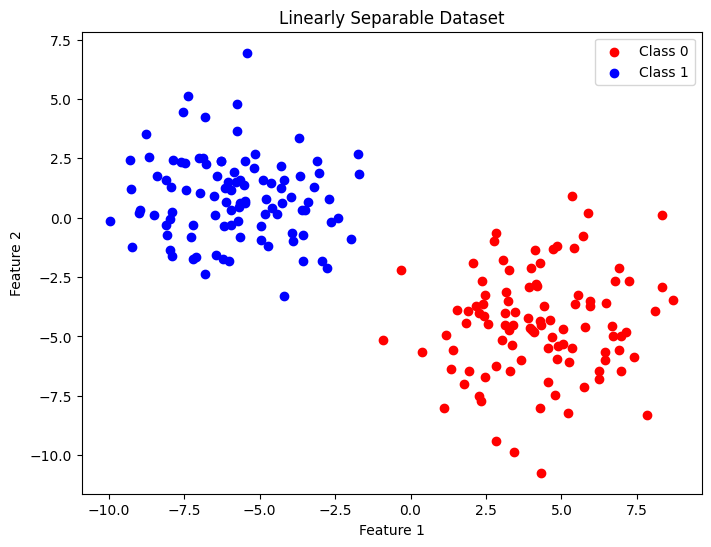 Linearly Separable Dataset
Class 0
Class 1
7.5
5.0
2.5
0.0
−2.5
−5.0
−7.5
−10.0
Feature 2
−10.0 −7.5 −5.0 −2.5 0.0 2.5 5.0 7.5
Feature 1